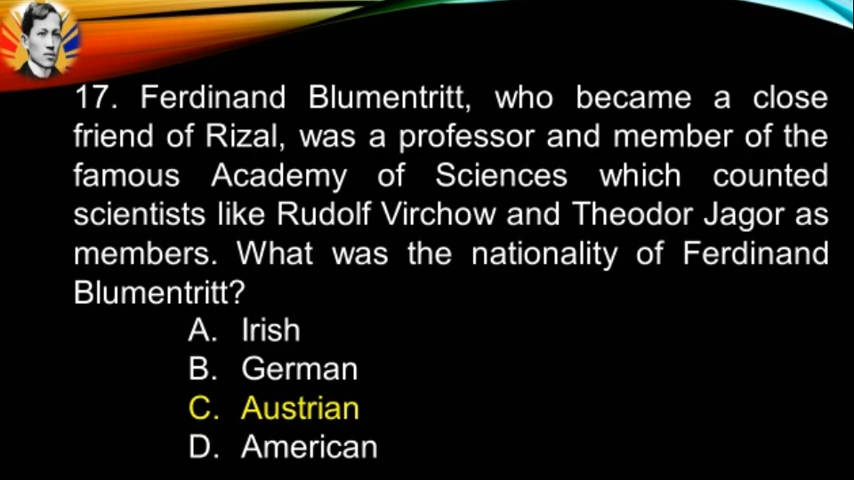 17. Ferdinand Blumentritt, who became a close
friend of Rizal, was a professor and member of the
famous Academy of Sciences which counted
scientists like Rudolf Virchow and Theodor Jagor as
members. What was the nationality of Ferdinand
Blumentritt?
A. Irish
B. German
C. Austrian
D. American